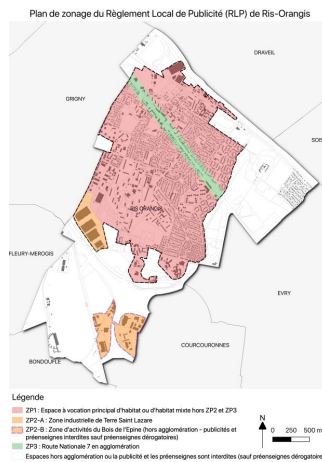 Plan de zonage du Règlement Local de Publicité (RLP) de Ris-Orangis
DRAVEIL
GRIGNY
SOIS
RIS ORANGIS
FLEURY-MEROGIS
EVRY
COURCOURONNES
BONDOUFLE
Légende
ZP1 : Espace à vocation principal d'habitat ou d'habitat mixte hors ZP2 et ZP3
ZP2-A : Zone industrielle de Terre Saint Lazare
ZP2-B : Zone d'activités du Bois de l'Epine (hors agglomération - publicités et
préenseignes interdites sauf préenseignes dérogatoires)
ZP3 : Route Nationale 7 en agglomération
Espaces hors agglomération ou la publicité et les préenseignes sont interdites (sauf préenseignes dérogatoire
N
0 250 500 m